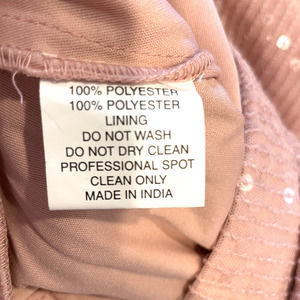 100% POLYESTER
100% POLYESTER
LINING
DO NOT WASH
DO NOT DRY CLEAN
PROFESSIONAL SPOT
CLEAN ONLY
MADE IN INDIA